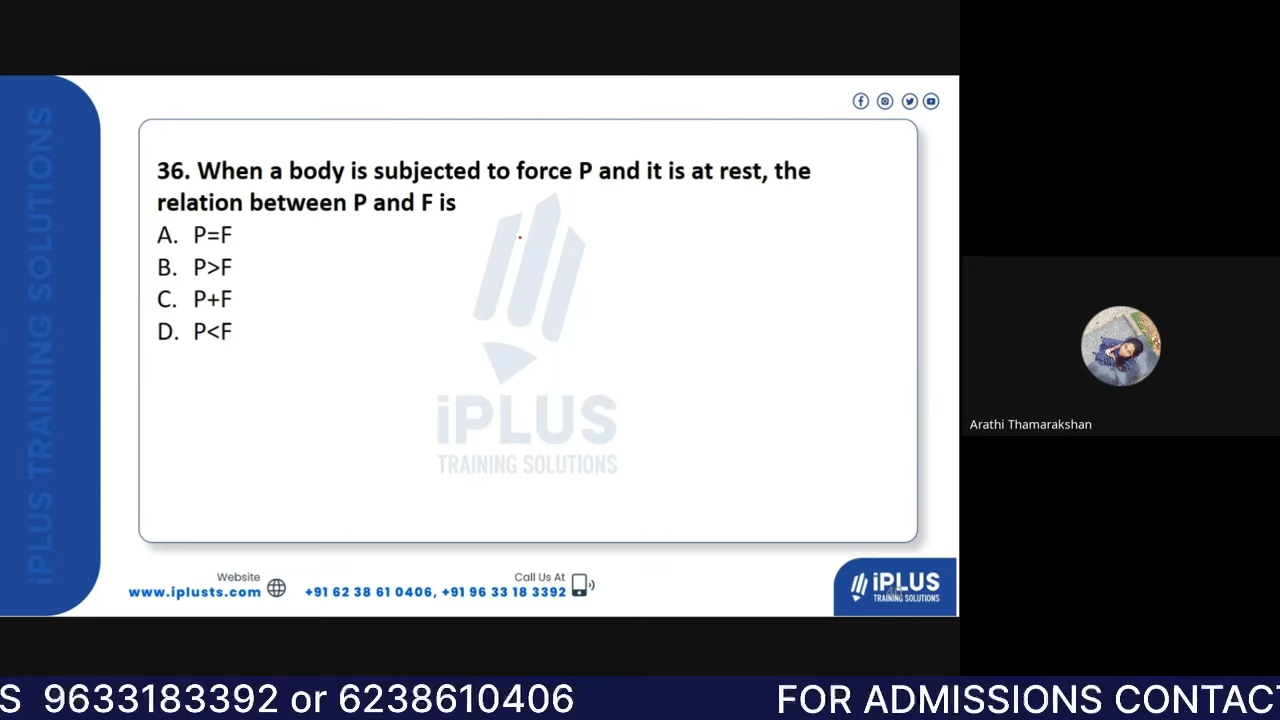 iPLUS TRAINING SOLUTIONS
36. When a body is subjected to force P and it is at rest, the
relation between P and F is
A. P=F
B. P>F
C. P+F
D. P<F
iPLUS
TRAINING SOLUTIONS
Arathi Thamarakshan
Website
www.iplusts.com
Call Us At
+91 62 38 61 0406, +91 96 33 18 3392
iPLUS
TRAINING SOLUTIONS
S 9633183392 or 6238610406 FOR ADMISSIONS CONTACT